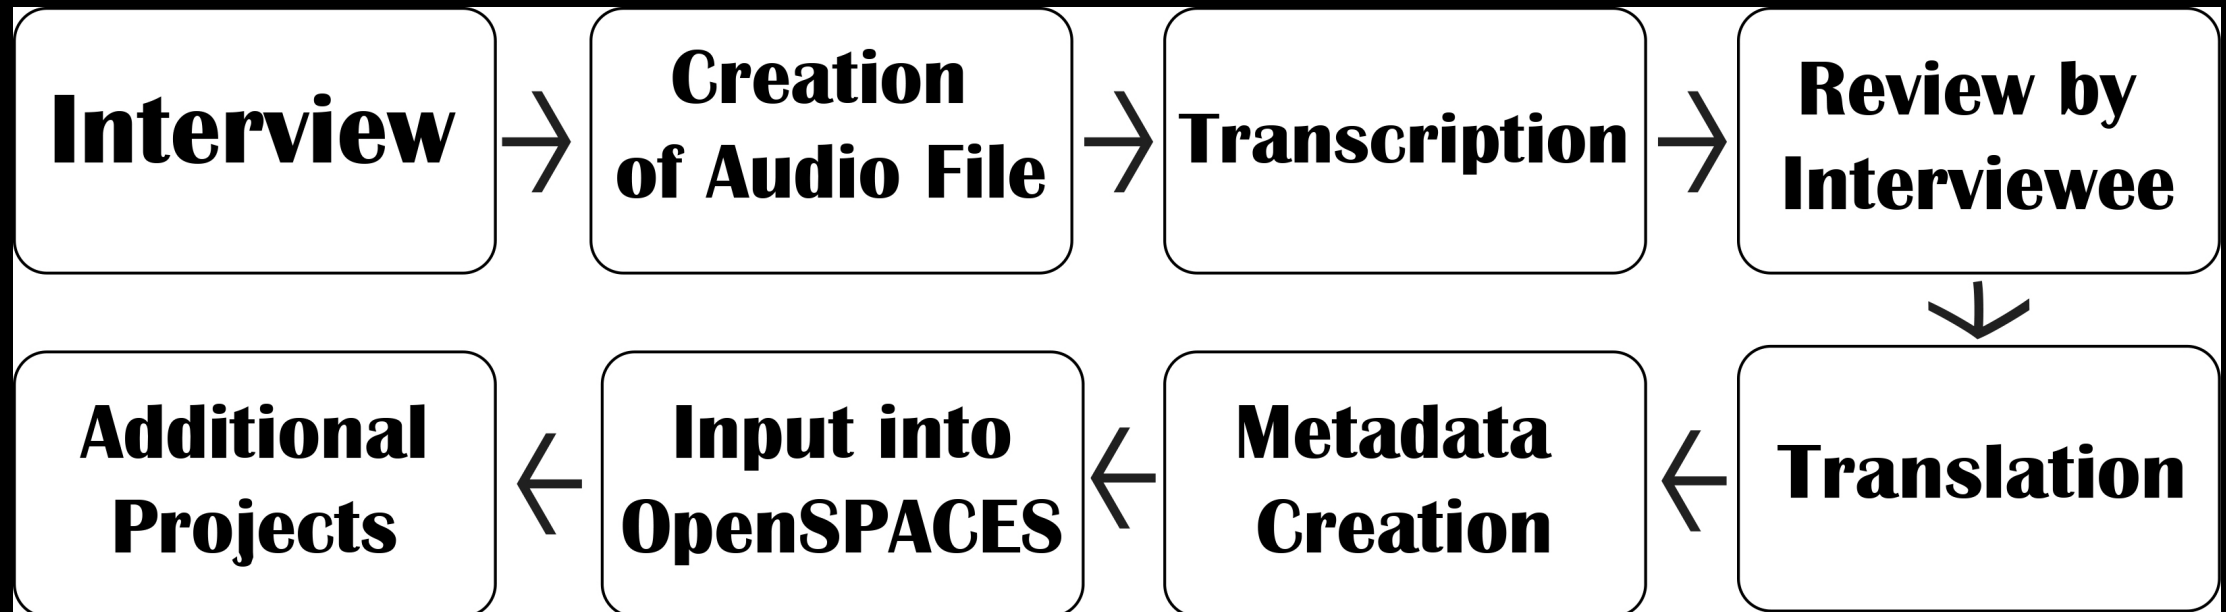 Interview
Creation
of Audio File
Transcription
Review by
Interviewee
Translation
Metadata
Creation
Input into
OpenSPACES
Additional
Projects